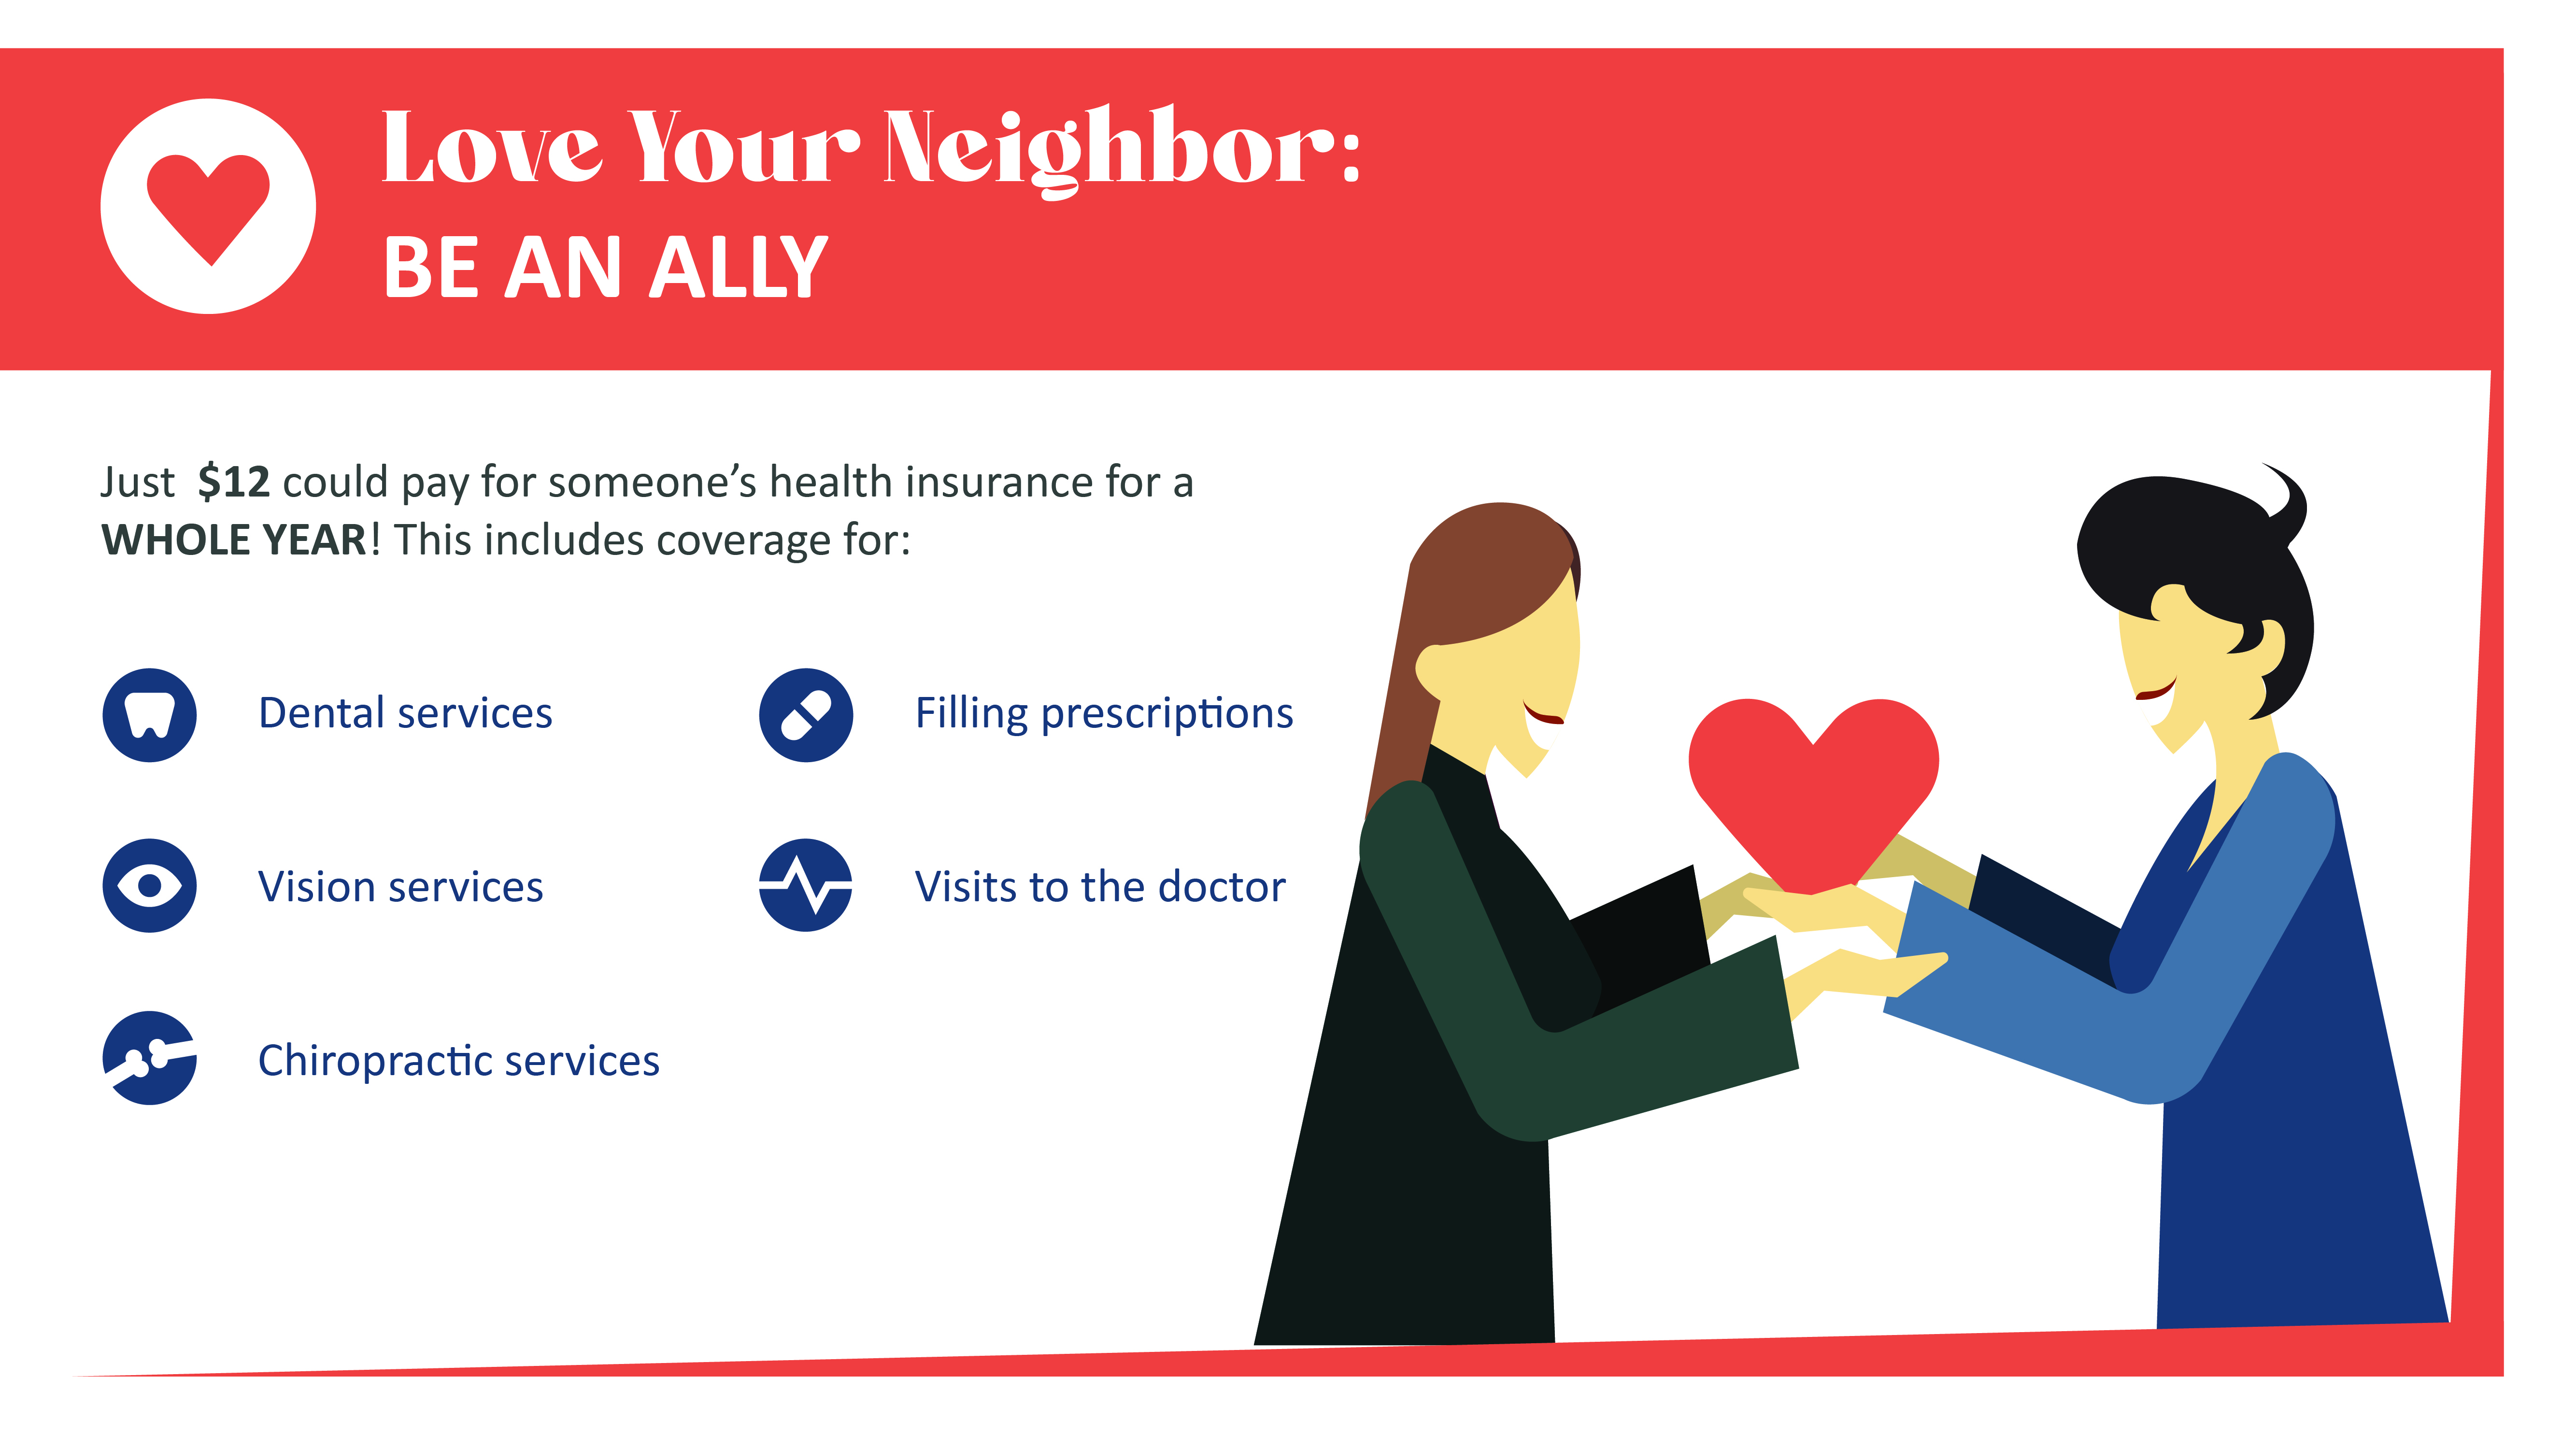 Love Your Neighbor:
BE AN ALLY
Just $12 could pay for someone’s health insurance for a
WHOLE YEAR! This includes coverage for:
Dental services
Vision services
Chiropractic services
Filling prescriptions
Visits to the doctor